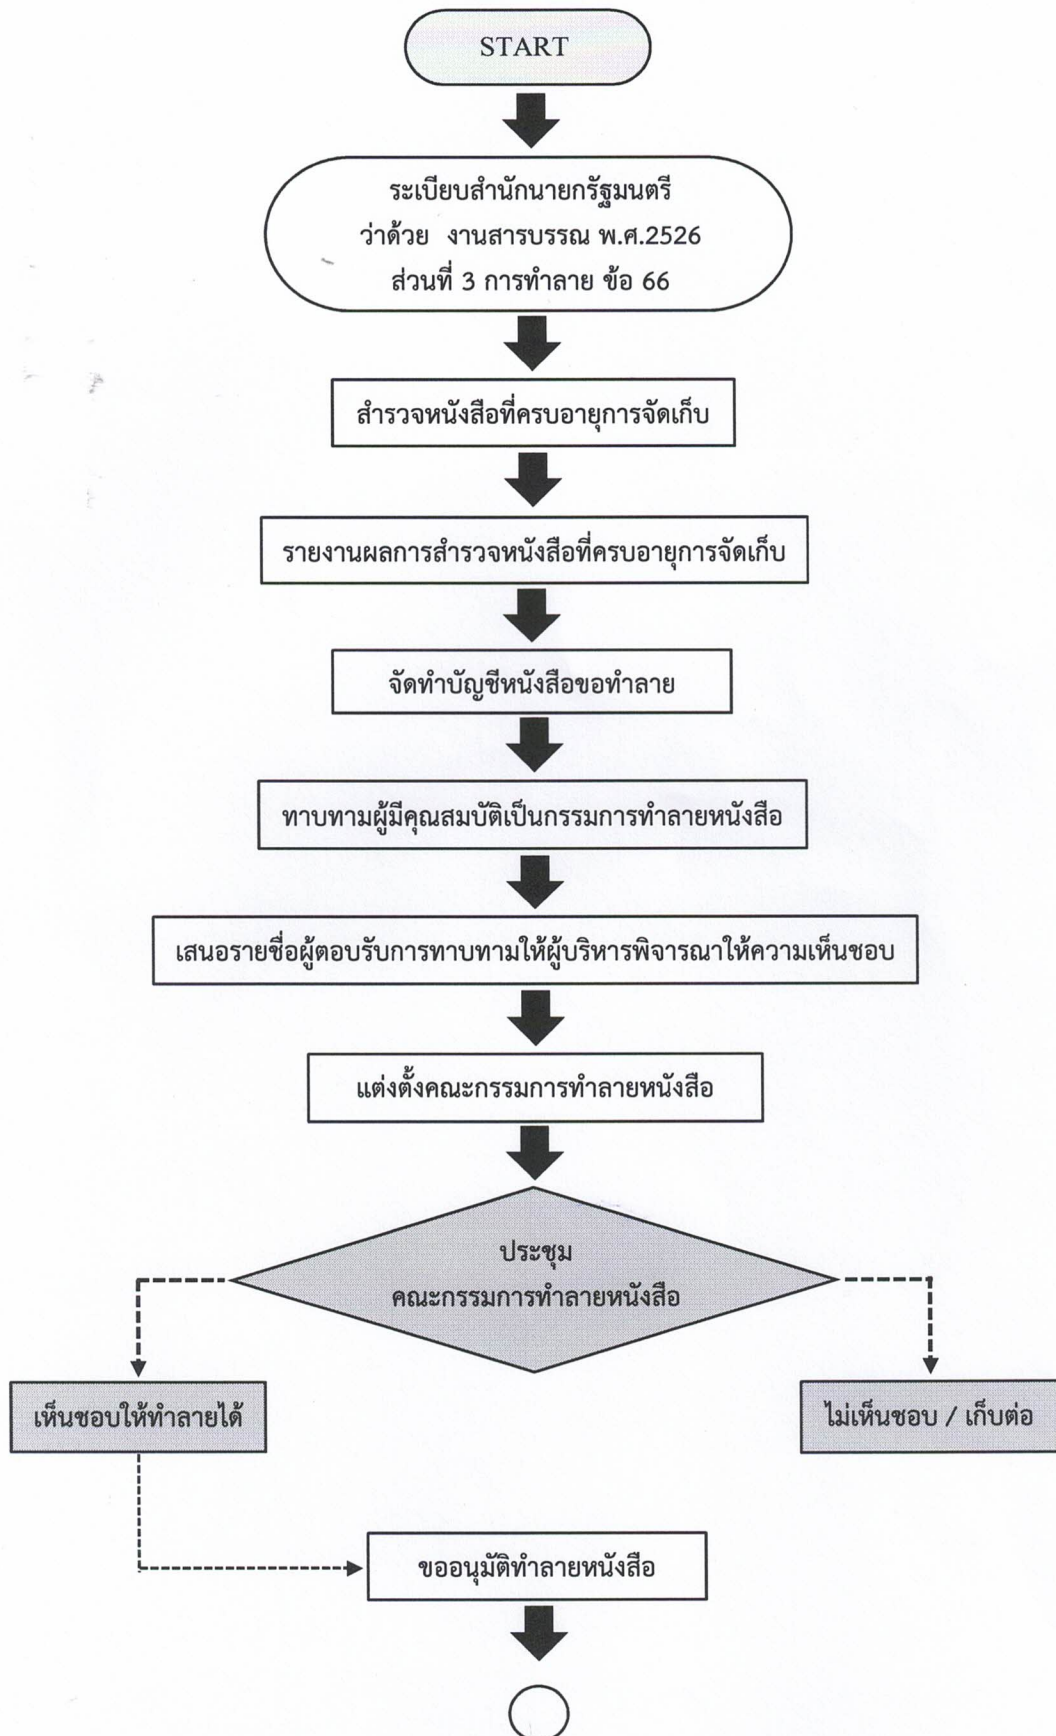 START
ระเบียบสำนักนายกรัฐมนตรี
ว่าด้วย งานสารบรรณ พ.ศ.2526
ส่วนที่ 3 การทำลาย ข้อ 66
สำรวจหนังสือที่ครบอายุการจัดเก็บ
รายงานผลการสำรวจหนังสือที่ครบอายุการจัดเก็บ
จัดทำบัญชีหนังสือขอทำลาย
ทาบทามผู้มีคุณสมบัติเป็นกรรมการทำลายหนังสือ
เสนอรายชื่อผู้ตอบรับการทาบทามให้ผู้บริหารพิจารณาให้ความเห็นชอบ
แต่งตั้งคณะกรรมการทำลายหนังสือ
ประชุม
คณะกรรมการทำลายหนังสือ
เห็นชอบให้ทำลายได้
ไม่เห็นชอบ / เก็บต่อ
ขออนุมัติทำลายหนังสือ